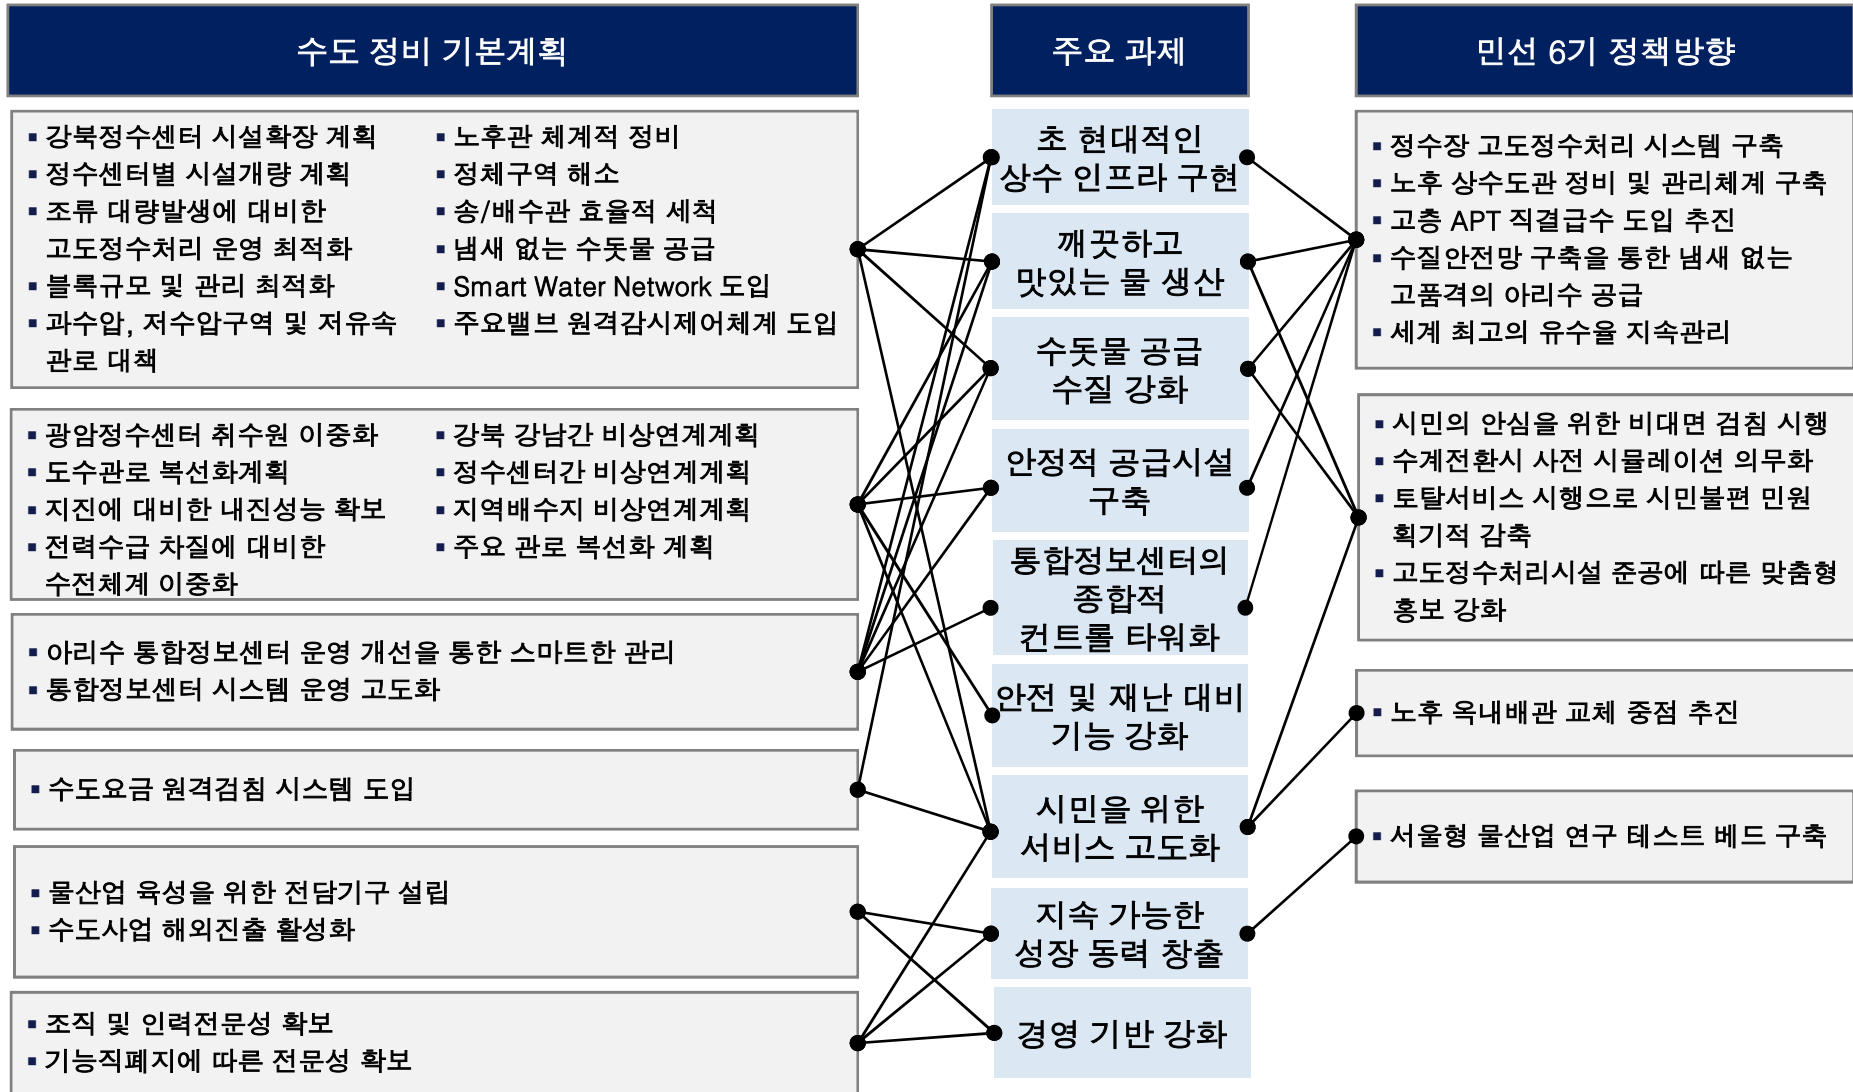 수도 정비 기본계획
▪ 강북정수센터 시설확장 계획
▪ 정수센터별 시설개량 계획
▪ 조류 대량발생에 대비한
고도정수처리 운영 최적화
▪ 블록규모 및 관리 최적화
▪ 과수압, 저수압구역 및 저유속
관로 대책
▪ 노후관 체계적 정비
▪ 정체구역 해소
▪ 송/배수관 효율적 세척
▪ 냄새 없는 수돗물 공급
▪ Smart Water Network 도입
▪ 주요밸브 원격감시제어체계 도입
▪ 광암정수센터 취수원 이중화
▪ 도수관로 복선화계획
▪ 지진에 대비한 내진성능 확보
▪ 전력수급 차질에 대비한
수전체계 이중화
▪ 강북 강남간 비상연계계획
▪ 정수센터간 비상연계계획
▪ 지역배수지 비상연계계획
▪ 주요 관로 복선화 계획
▪ 아리수 통합정보센터 운영 개선을 통한 스마트한 관리
▪ 통합정보센터 시스템 운영 고도화
▪ 수도요금 원격검침 시스템 도입
▪ 물산업 육성을 위한 전담기구 설립
▪ 수도사업 해외진출 활성화
▪ 조직 및 인력전문성 확보
▪ 기능직폐지에 따른 전문성 확보
주요 과제
초 현대적인
상수 인프라 구현
깨끗하고
맛있는 물 생산
수돗물 공급
수질 강화
안정적 공급시설
구축
통합정보센터의
종합적
컨트롤 타워화
안전 및 재난 대비
기능 강화
시민을 위한
서비스 고도화
지속 가능한
성장 동력 창출
경영 기반 강화
민선 6기 정책방향
▪ 정수장 고도정수처리 시스템 구축
▪ 노후 상수도관 정비 및 관리체계 구축
▪ 고층 APT 직결급수 도입 추진
▪ 수질안전망 구축을 통한 냄새 없는
고품격의 아리수 공급
▪ 세계 최고의 유수율 지속관리
▪ 시민의 안심을 위한 비대면 검침 시행
▪ 수계전환시 사전 시뮬레이션 의무화
▪ 토탈서비스 시행으로 시민불편 민원
획기적 감축
▪ 고도정수처리시설 준공에 따른 맞춤형
홍보 강화
▪ 노후 옥내배관 교체 중점 추진
▪ 서울형 물산업 연구 테스트 베드 구축